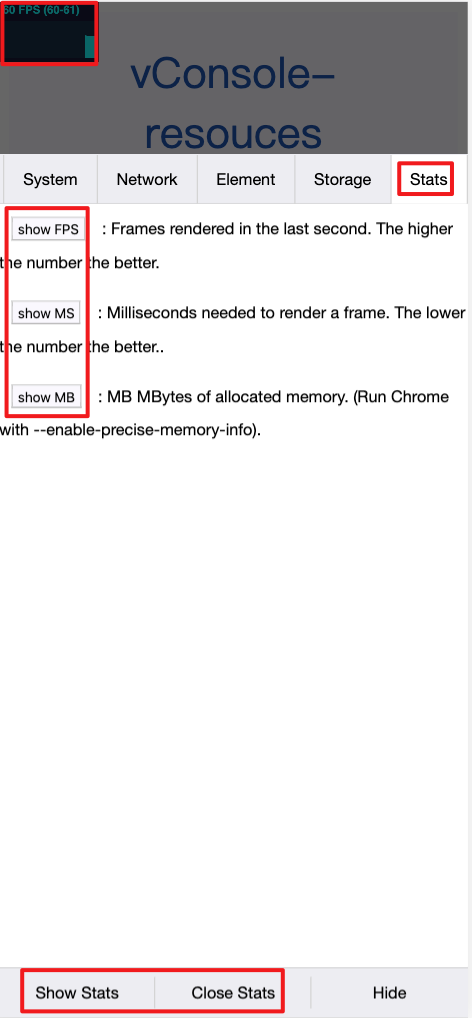 60 FPS (60-61)
vConsole-
resouces
System Network Element Storage Stats
show FPS : Frames rendered in the last second. The higher
the number the better.
show MS : Milliseconds needed to render a frame. The lower
the number the better..
show MB : MB MBytes of allocated memory. (Run Chrome
with --enable-precise-memory-info).
Show Stats Close Stats Hide